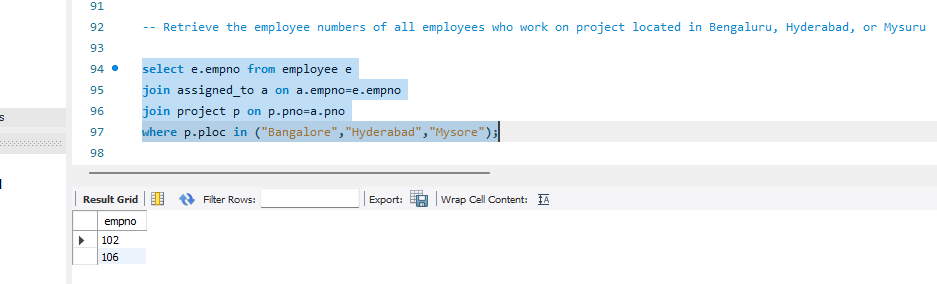 91
92 -- Retrieve the employee numbers of all employees who work on project located in Bengaluru, Hyderabad, or Mysuru
93
94 select e.empno from employee e
95 join assigned_to a on a.empno=e.empno
96 join project p on p.pno=a.pno
97 where p.ploc in ("Bangalore","Hyderabad","Mysore");
s
98
Result Grid Filter Rows: Export: Wrap Cell Content: IA
empno
102
106